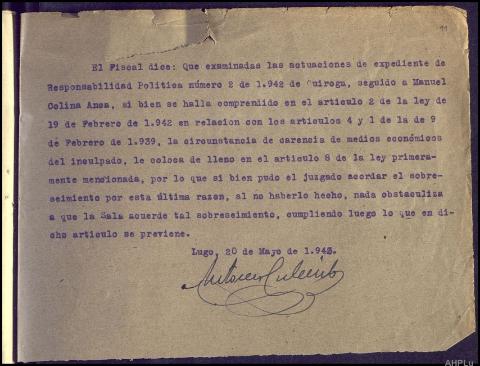 El Fiscal dice: Que examinadas las actuaciones de expediente de
Responsabilidad Politica número 2 de 1.942 de Quiroga, seguido a Manuel
Colina Ansa, si bien se halla comprendido en el articulo 2 de la ley de
19 de Febrero de 1.942 en relacion con los articulos 4 y 1 de la de 9
de Febrero de 1.939, la circunstancia de carencia de medios económicos
del inculpado, le coloca de lleno en el articulo 8 de la ley primera-
mente mencionada, por lo que si bien pudo el juzgado acordar el sobre-
seimiento por esta última razon, al no haberlo hecho, nada obstaculiza
a que la Sala acuerde tal sobreseimiento, cumpliendo luego lo que en di-
cho articulo se previene.
Lugo, 20 de Mayo de
AHPLu